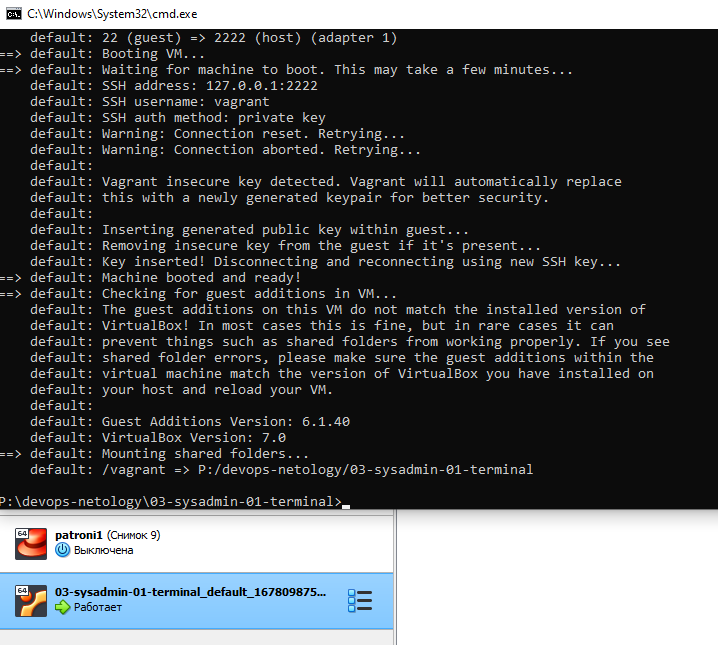 C:\Windows\System32\cmd.exe
default: 22 (guest) => 2222 (host) (adapter 1)
==> default: Booting VM...
==> default: Waiting for machine to boot. This may take a few minutes...
default: SSH address: 127.0.0.1:2222
default: SSH username: vagrant
default: SSH auth method: private key
default: Warning: Connection reset. Retrying...
default: Warning: Connection aborted. Retrying...
default:
default: Vagrant insecure key detected. Vagrant will automatically replace
default: this with a newly generated keypair for better security.
default:
default: Inserting generated public key within guest...
default: Removing insecure key from the guest if it's present...
default: Key inserted! Disconnecting and reconnecting using new SSH key...
==> default: Machine booted and ready!
==> default: Checking for guest additions in VM...
default: The guest additions on this VM do not match the installed version of
default: VirtualBox! In most cases this is fine, but in rare cases it can
default: prevent things such as shared folders from working properly. If you see
default: shared folder errors, please make sure the guest additions within the
default: virtual machine match the version of VirtualBox you have installed on
default: your host and reload your VM.
default:
default: Guest Additions Version: 6.1.40
default: VirtualBox Version: 7.0
==> default: Mounting shared folders...
default: /vagrant => P:/devops-netology/03-sysadmin-01-terminal
P:\devops-netology\03-sysadmin-01-terminal>
64
patroni1 (Снимок 9)
Выключена
64
03-sysadmin-01-terminal_default_167809875...
Работает